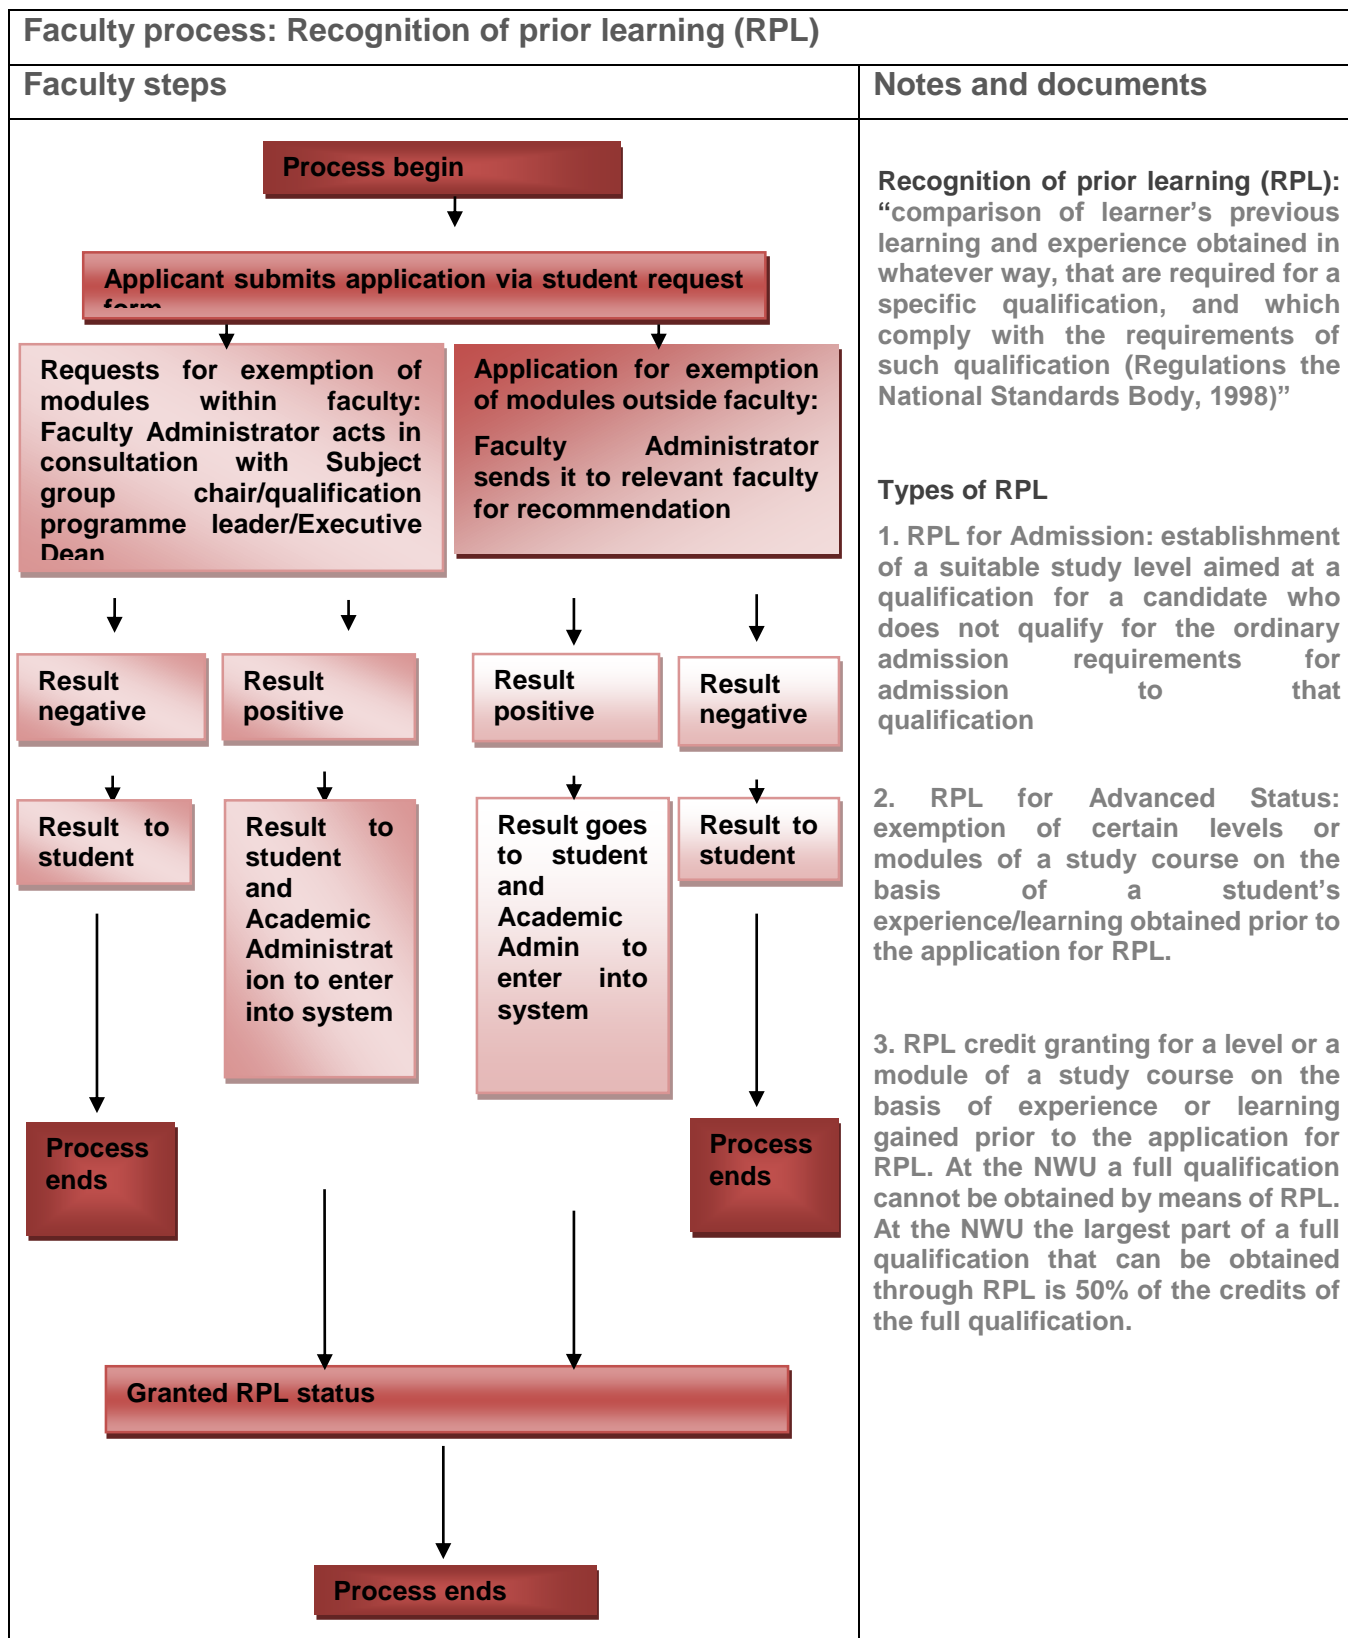 Faculty process: Recognition of prior learning (RPL)
Faculty steps
Notes and documents
Process begin
Applicant submits application via student request
form
Requests for exemption of
modules within faculty:
Faculty Administrator acts in
consultation with Subject
group chair/qualification
programme leader/Executive
Dean
Application for exemption
of modules outside faculty:
Faculty Administrator
sends it to relevant faculty
for recommendation
Result
negative
Result
positive
Result
positive
Result
negative
Result to
student
Result to
student
and
Academic
Administrat
ion to enter
into system
Result goes
to student
and
Academic
Admin to
enter into
system
Result to
student
Process
ends
Process
ends
Granted RPL status
Process ends
Recognition of prior learning (RPL):
“comparison of learner’s previous
learning and experience obtained in
whatever way, that are required for a
specific qualification, and which
comply with the requirements of
such qualification (Regulations the
National Standards Body, 1998)”
Types of RPL
1. RPL for Admission: establishment
of a suitable study level aimed at a
qualification for a candidate who
does not qualify for the ordinary
admission requirements for
admission to that
qualification
2. RPL for Advanced Status:
exemption of certain levels or
modules of a study course on the
basis of a student’s
experience/learning obtained prior to
the application for RPL.
3. RPL credit granting for a level or a
module of a study course on the
basis of experience or learning
gained prior to the application for
RPL. At the NWU a full qualification
cannot be obtained by means of RPL.
At the NWU the largest part of a full
qualification that can be obtained
through RPL is 50% of the credits of
the full qualification.